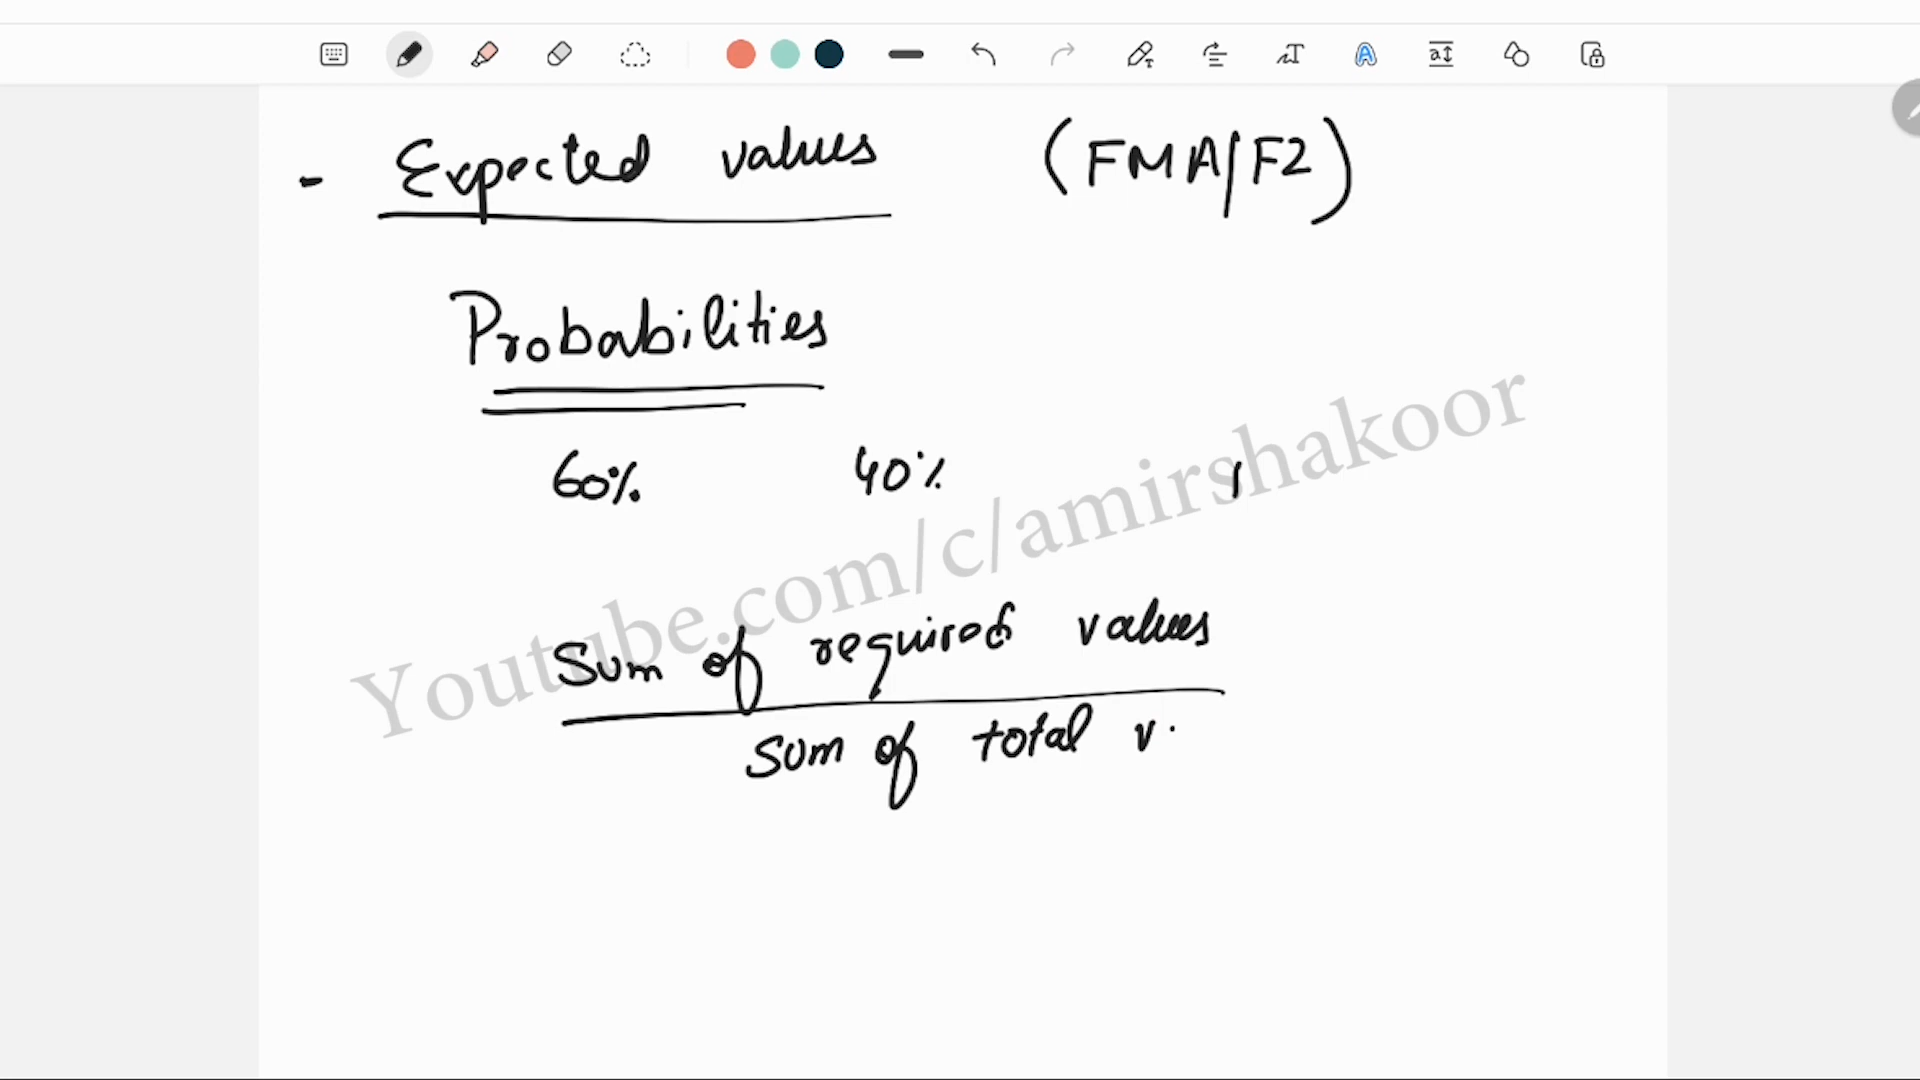 - Expected values (FMA/F2)
Probabilities
60% 40% 1
Youtube.com/c/amirshakoor
Sum of required values
Sum of total v.